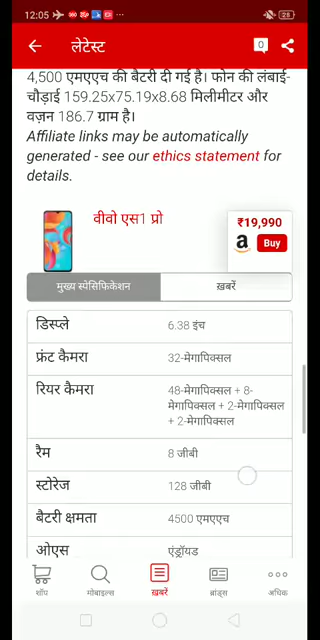 12:05
28
लेटेस्ट
0
4,500 एमएएच की बैटरी दी गई है। फोन की लंबाई-
चौड़ाई 159.25x75.19x8.68 मिलीमीटर और
वज़न 186.7 ग्राम है।
Affiliate links may be automatically
generated - see our ethics statement for
details.
वीवो एस1 प्रो
₹19,990
a Buy
मुख्य स्पेसिफिकेशन ख़बरें
डिस्प्ले 6.38 इंच
फ्रंट कैमरा 32-मेगापिक्सल
रियर कैमरा 48-मेगापिक्सल + 8-
मेगापिक्सल + 2-मेगापिक्सल
+ 2-मेगापिक्सल
रैम 8 जीबी
स्टोरेज 128 जीबी
बैटरी क्षमता 4500 एमएएच
ओएस एंड्रॉयड
शॉप मोबाइल्स ख़बरें ब्रांड्स अधिक